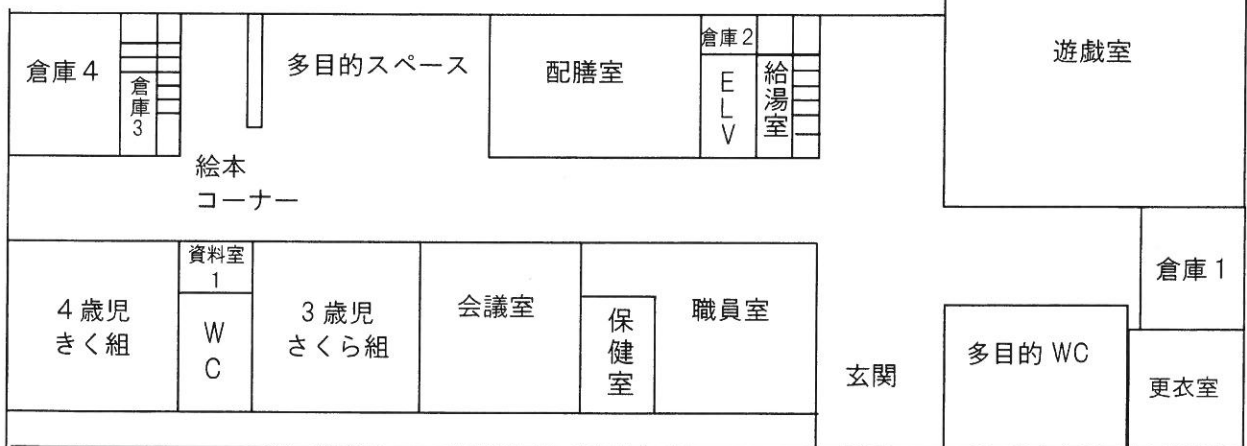 倉庫4
倉庫3
多目的スペース
配膳室
倉庫2
ELV
給湯室
遊戯室
絵本
コーナー
倉庫1
4歳児
きく組
資料室
1
WC
3歳児
さくら組
会議室
保健室
職員室
玄関
多目的 WC
更衣室